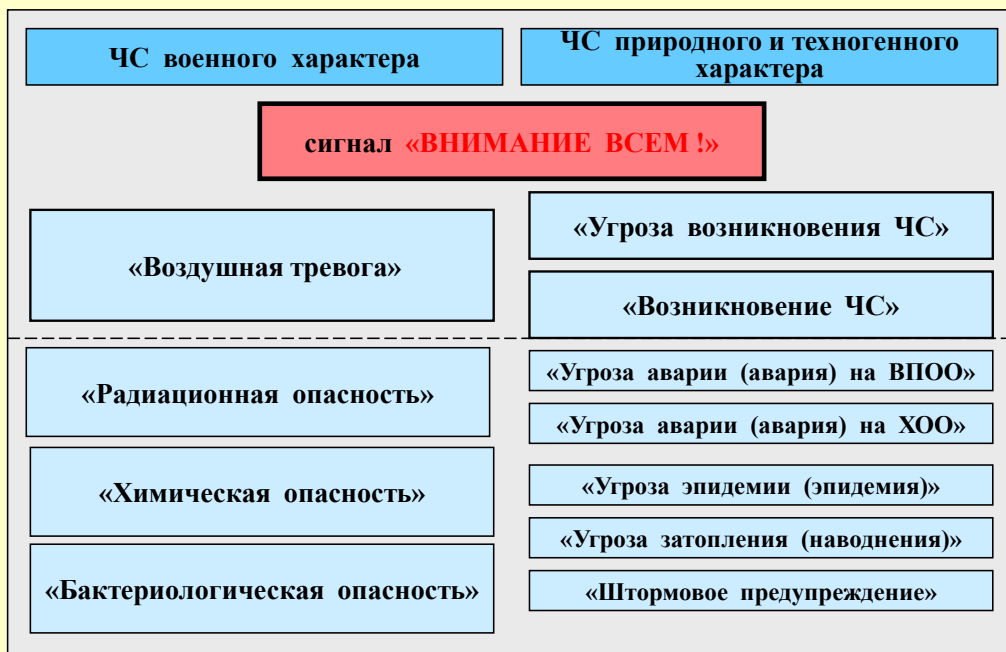 ЧС военного характера
ЧС природного и техногенного
характера
сигнал «ВНИМАНИЕ ВСЕМ !»
«Воздушная тревога»
«Угроза возникновения ЧС»
«Возникновение ЧС»
«Радиационная опасность»
«Химическая опасность»
«Бактериологическая опасность»
«Угроза аварии (авария) на ВПОО»
«Угроза аварии (авария) на ХОО»
«Угроза эпидемии (эпидемия)»
«Угроза затопления (наводнения)»
«Штормовое предупреждение»